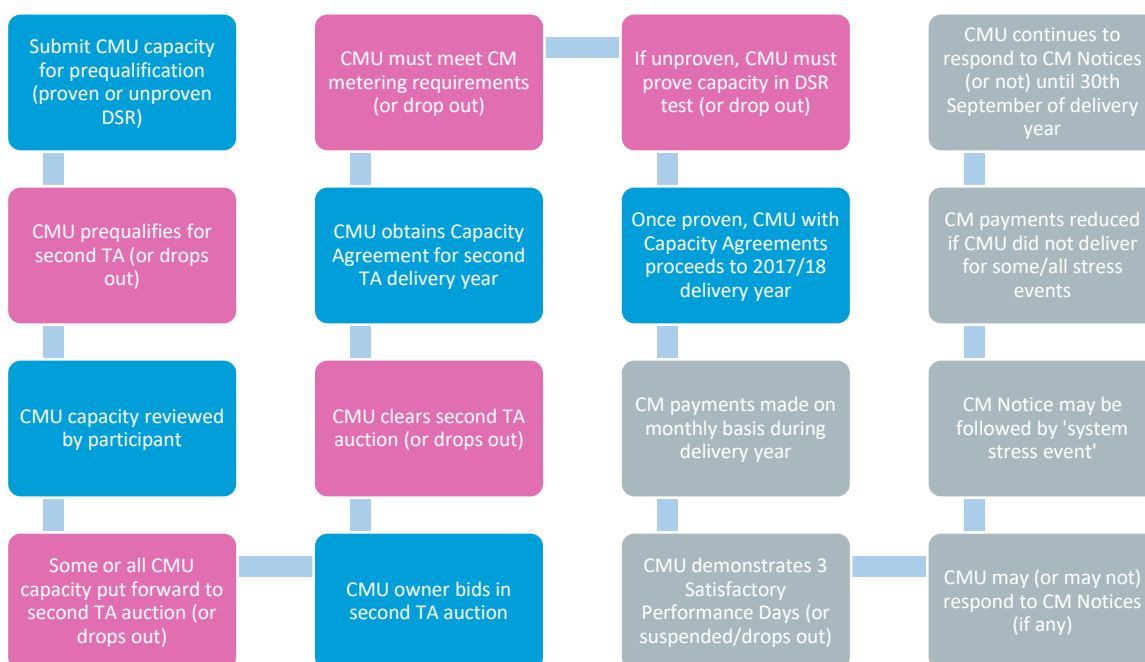 Submit CMU capacity
for prequalification
(proven or unproven
DSR)
CMU prequalifies for
second TA (or drops
out)
CMU capacity reviewed
by participant
Some or all CMU
capacity put forward to
second TA auction (or
drops out)
CMU owner bids in
second TA auction
CMU clears second TA
auction (or drops out)
CMU obtains Capacity
Agreement for second
TA delivery year
CMU must meet CM
metering requirements
(or drop out)
If unproven, CMU must
prove capacity in DSR
test (or drop out)
Once proven, CMU with
Capacity Agreements
proceeds to 2017/18
delivery year
CM payments made on
monthly basis during
delivery year
CMU demonstrates 3
Satisfactory
Performance Days (or
suspended/drops out)
CMU may (or may not)
respond to CM Notices
(if any)
CM Notice may be
followed by 'system
stress event'
CM payments reduced
if CMU did not deliver
for some/all stress
events
CMU continues to
respond to CM Notices
(or not) until 30th
September of delivery
year